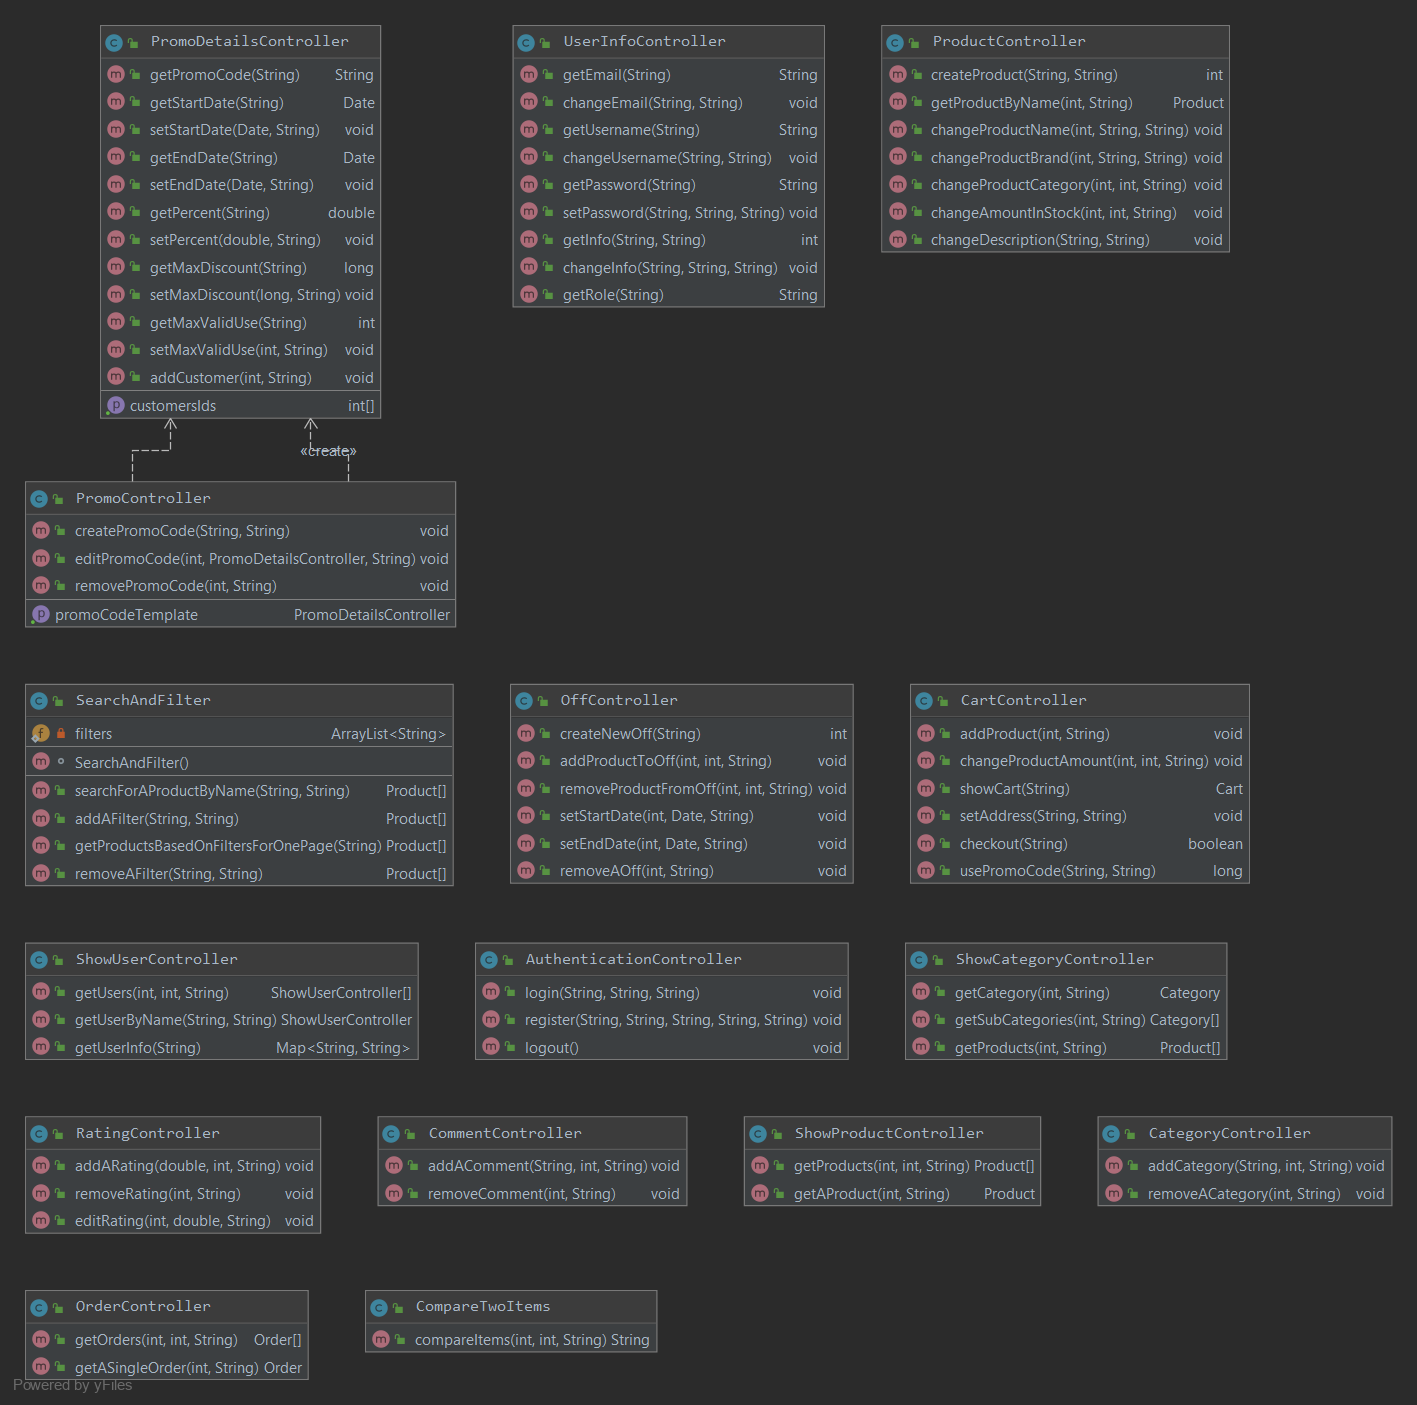 PromoDetailsController
getPromoCode(String) String
getStartDate(String) Date
setStartDate(Date, String) void
getEndDate(String) Date
setEndDate(Date, String) void
getPercent(String) double
setPercent(double, String) void
getMaxDiscount(String) long
setMaxDiscount(long, String) void
getMaxValidUse(String) int
setMaxValidUse(int, String) void
addCustomer(int, String) void
customersIds int[]
UserInfoController
getEmail(String) String
changeEmail(String, String) void
getUsername(String) String
changeUsername(String, String) void
getPassword(String) String
setPassword(String, String, String) void
getInfo(String, String) int
changeInfo(String, String, String) void
getRole(String) String
ProductController
createProduct(String, String) int
getProductByName(int, String) Product
changeProductName(int, String, String) void
changeProductBrand(int, String, String) void
changeProductCategory(int, int, String) void
changeAmountInStock(int, int, String) void
changeDescription(String, String) void
«create»
PromoController
createPromoCode(String, String) void
editPromoCode(int, PromoDetailsController, String) void
removePromoCode(int, String) void
promoCodeTemplate PromoDetailsController
SearchAndFilter
filters ArrayList<String>
SearchAndFilter()
searchForAProductByName(String, String) Product[]
addAFilter(String, String) Product[]
getProductsBasedOnFiltersForOnePage(String) Product[]
removeAFilter(String, String) Product[]
OffController
createNewOff(String) int
addProductToOff(int, int, String) void
removeProductFromOff(int, int, String) void
setStartDate(int, Date, String) void
setEndDate(int, Date, String) void
removeAOff(int, String) void
CartController
addProduct(int, String) void
changeProductAmount(int, int, String) void
showCart(String) Cart
setAddress(String, String) void
checkout(String) boolean
usePromoCode(String, String) long
ShowUserController
getUsers(int, int, String) ShowUserController[]
getUserByName(String, String) ShowUserController
getUserInfo(String) Map<String, String>
AuthenticationController
login(String, String, String) void
register(String, String, String, String, String) void
logout() void
ShowCategoryController
getCategory(int, String) Category
getSubCategories(int, String) Category[]
getProducts(int, String) Product[]
RatingController
addARating(double, int, String) void
removeRating(int, String) void
editRating(int, double, String) void
CommentController
addAComment(String, int, String) void
removeComment(int, String) void
ShowProductController
getProducts(int, int, String) Product[]
getAProduct(int, String) Product
CategoryController
addCategory(String, int, String) void
removeACategory(int, String) void
OrderController
getOrders(int, int, String) Order[]
getASingleOrder(int, String) Order
CompareTwoItems
compareItems(int, int, String) String
Powered by yFiles